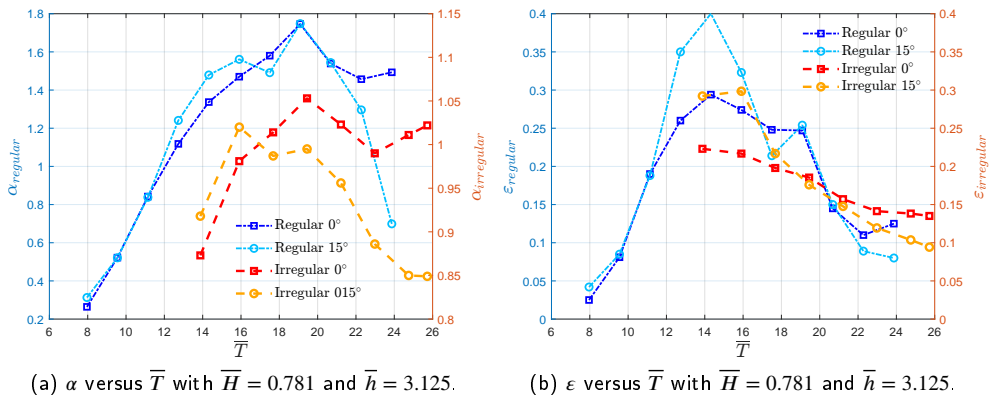 1.8
1.6
1.4
1.2
1
0.8
0.6
0.4
0.2
α_regular
1.15
1.1
1.05
1
0.95
0.9
0.85
0.8
α_irregular
6 8 10 12 14 16 18 20 22 24 26
T̅
Regular 0°
Regular 15°
Irregular 0°
Irregular 015°
(a) α versus T̅ with H̅ = 0.781 and h̅ = 3.125.
0.4
0.35
0.3
0.25
0.2
0.15
0.1
0.05
0
ε_regular
0.4
0.35
0.3
0.25
0.2
0.15
0.1
0.05
0
ε_irregular
6 8 10 12 14 16 18 20 22 24 26
T̅
Regular 0°
Regular 15°
Irregular 0°
Irregular 15°
(b) ε versus T̅ with H̅ = 0.781 and h̅ = 3.125.